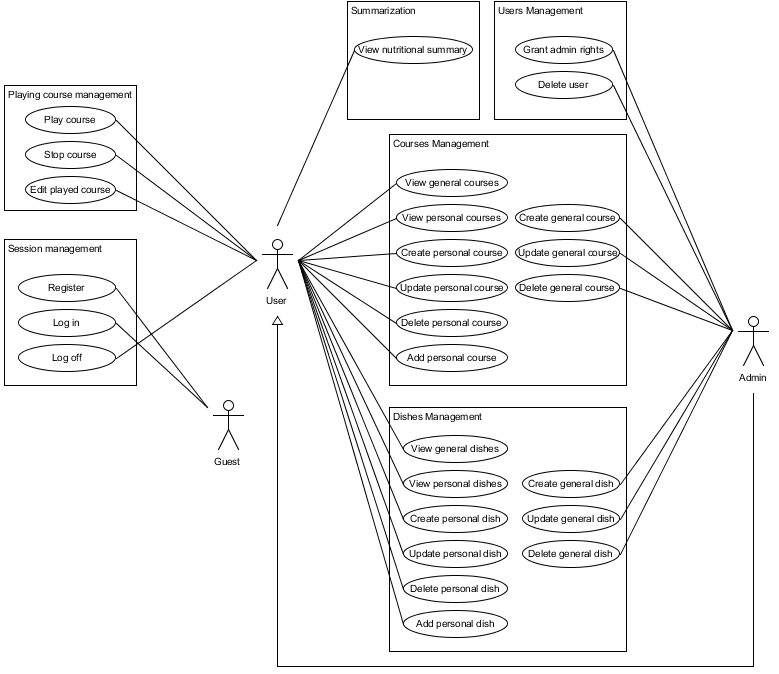 Summarization
View nutritional summary
Users Management
Grant admin rights
Delete user
Playing course management
Play course
Stop course
Edit played course
Courses Management
View general courses
View personal courses
Create personal course
Update personal course
Delete personal course
Add personal course
Create general course
Update general course
Delete general course
Session management
Register
Log in
Log off
User
Guest
Admin
Dishes Management
View general dishes
View personal dishes
Create personal dish
Update personal dish
Delete personal dish
Add personal dish
Create general dish
Update general dish
Delete general dish